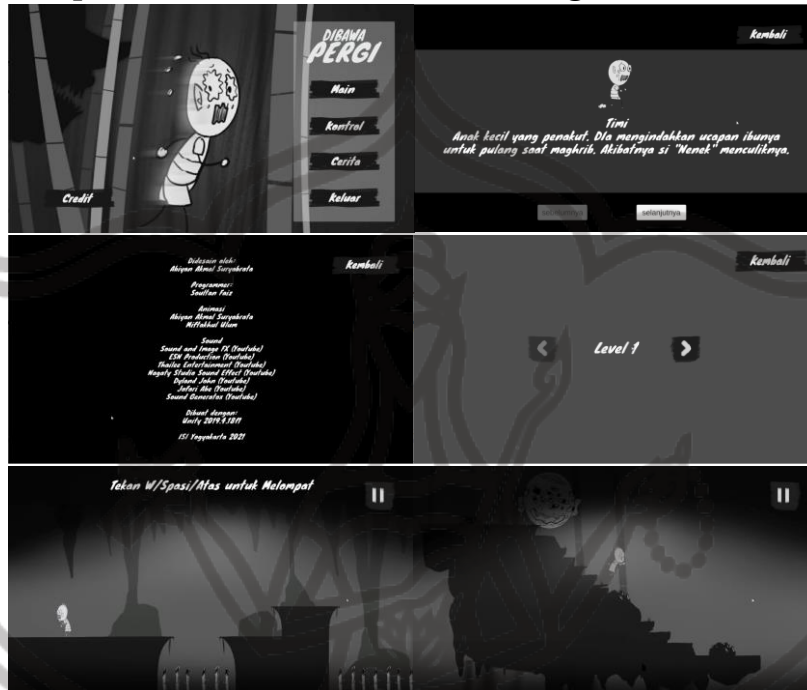 DIBAWA
PERGI
Main
Kontrol
Cerita
Keluar
Credit
Kembali
Timi
Anak kecil yang penakut. DIa mengindahkan ucapan ibunya
untuk pulang saat maghrib. Akibatnya si "Nenek" menculiknya.
sebelumnya
selanjutnya
Kembali
Didesain oleh:
Abiyan Akmal Suryabrata
Programmer:
Soultan Faiz
Animasi
Abiyan Akmal Suryabrata
Miftakhul Ulum
Sound
Sound and Image FX (Youtube)
ESN Production (Youtube)
Thailee Entertainment (Youtube)
Nagaty Studio Sound Effect (Youtube)
Dyland John (Youtube)
Jafari Abe (Youtube)
Sound Generator (Youtube)
Dibuat dengan:
Unity 2019.4.18f1
ISI Yogyakarta 2021
Kembali
Level 1
Tekan W/Spasi/Atas untuk Melompat